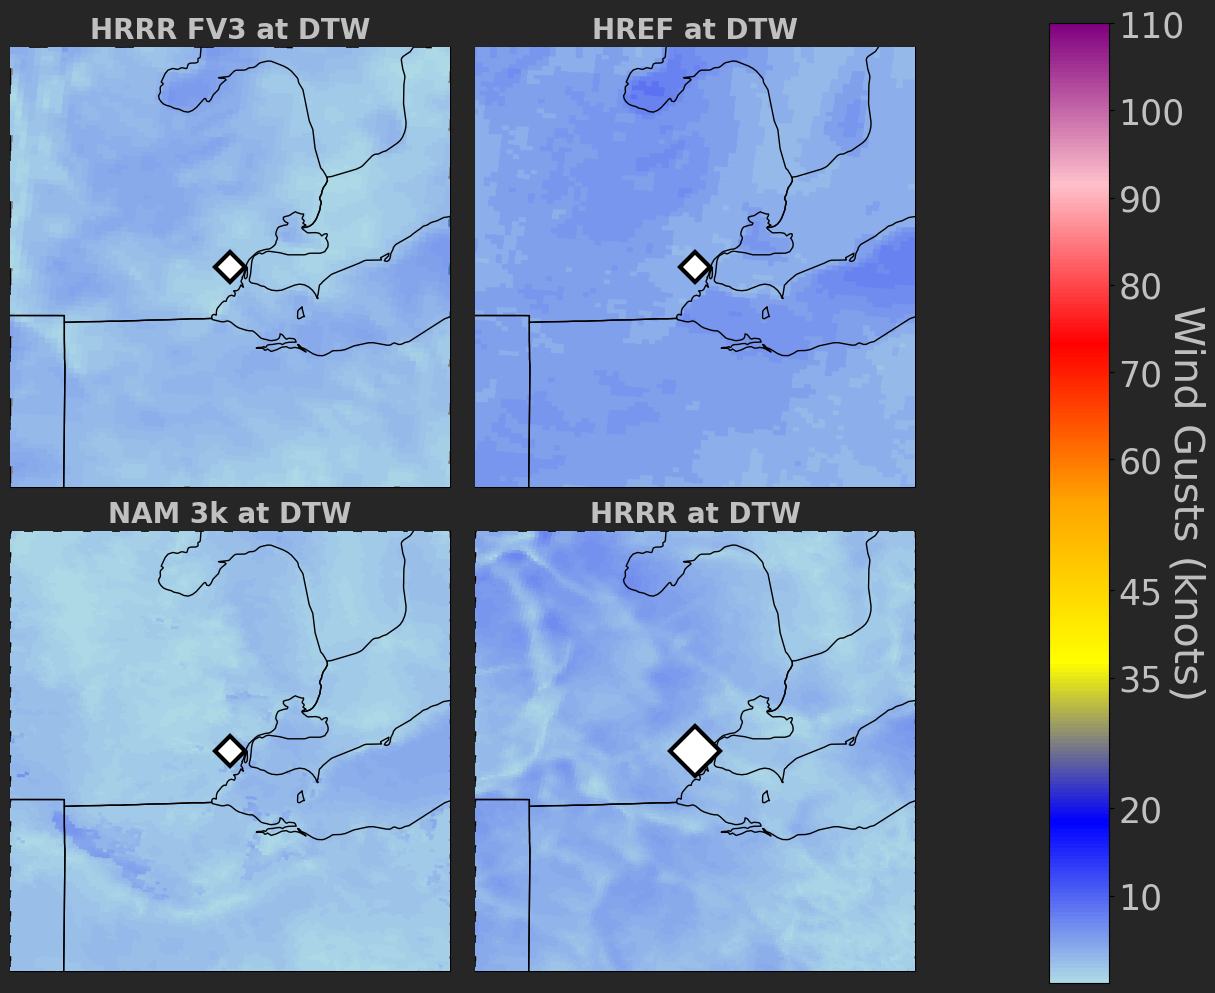 HRRR FV3 at DTW
HREF at DTW
NAM 3k at DTW
HRRR at DTW
110
100
90
80
70
60
45
35
20
10
Wind Gusts (knots)